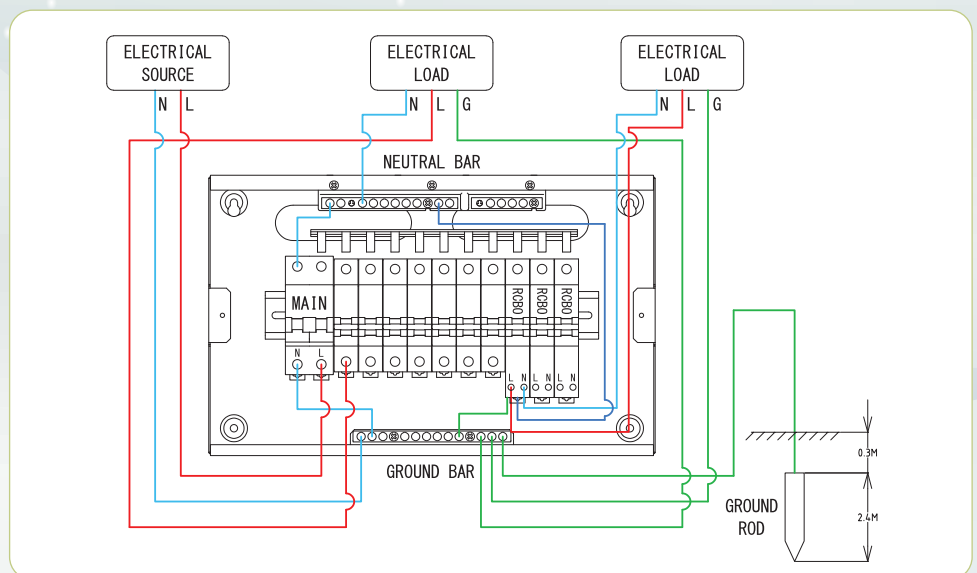 ELECTRICAL
SOURCE
ELECTRICAL
LOAD
ELECTRICAL
LOAD
N L
N L G
N L G
NEUTRAL BAR
MAIN
RCBO
RCBO
RCBO
N L
L N L N L N
GROUND BAR
GROUND
ROD
0.3M
2.4M